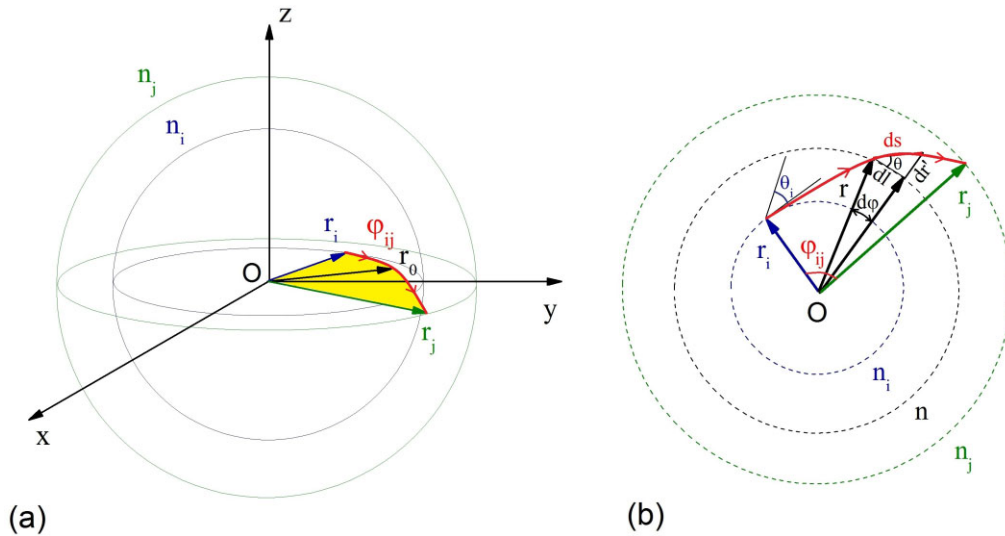 z
n_j
n_i
r_i
φ_ij
r_0
O
y
r_j
x
(a)
ds
θ_i
θ
dr'
r
dl
dφ
r_j
r_i
φ_ij
O
n_i
n
n_j
(b)